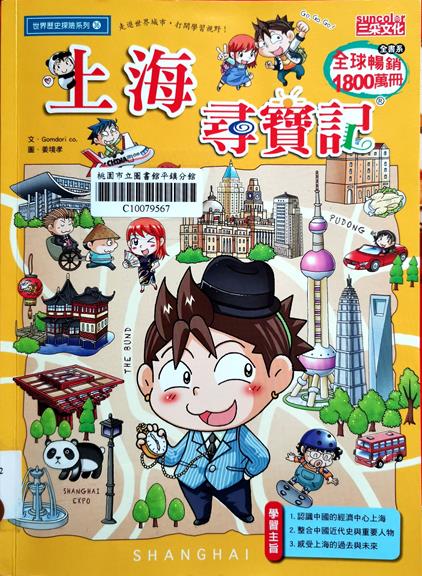 世界歷史探險系列 36
走遊世界城市，打開學習視野！
Go Go Go!
suncolor
三采文化
全書系
全球暢銷
1800萬冊
上海
尋寶記
®
文．Gomdori co.
圖．姜境孝
CHINA
桃園市立圖書館平鎮分館
C10079567
PUDONG
THE BUND
SHANGHAI
EXPO
學習主旨
1.認識中國的經濟中心上海
2.整合中國近代史與重要人物
3.感受上海的過去與未來
SHANGHAI